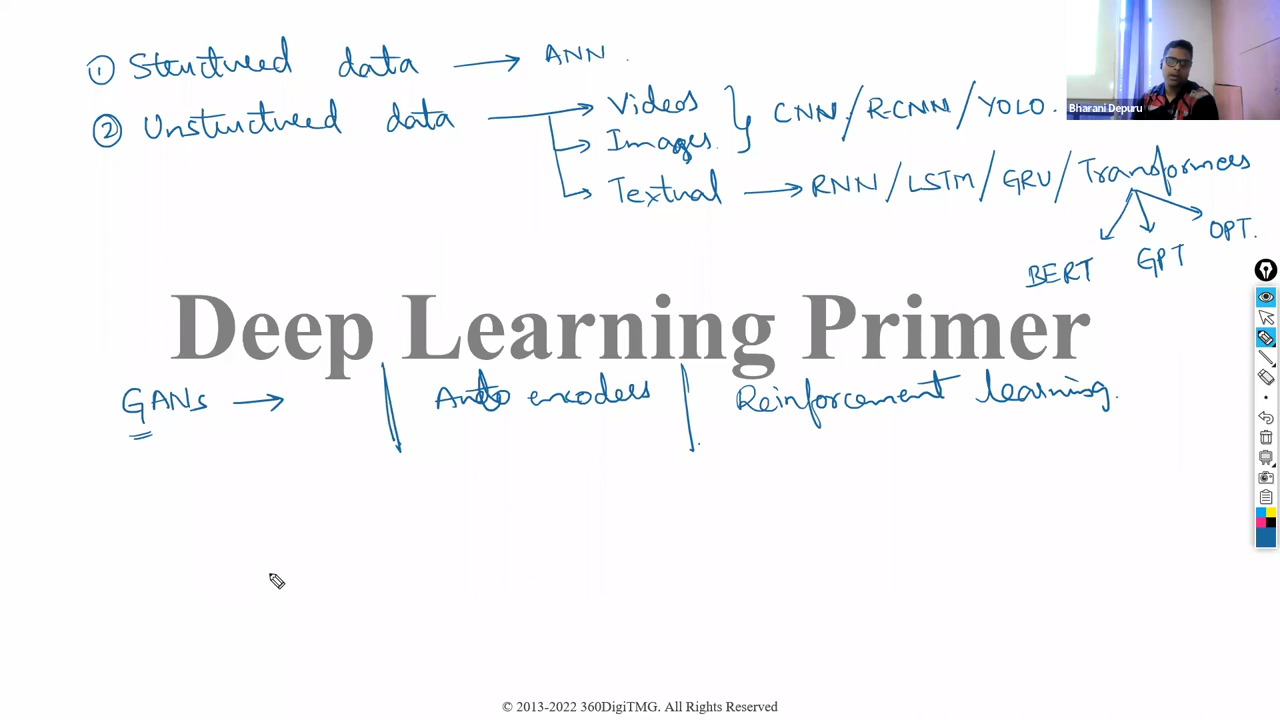 ① Structured data → ANN.
② Unstructured data → Videos } CNN / R-CNN / YOLO.
→ Images
→ Textual → RNN / LSTM / GRU / Transformers
BERT GPT OPT.
Deep Learning Primer
GANs → | Auto encoders | Reinforcement learning.
© 2013-2022 360DigiTMG. All Rights Reserved
Bharani Depuru